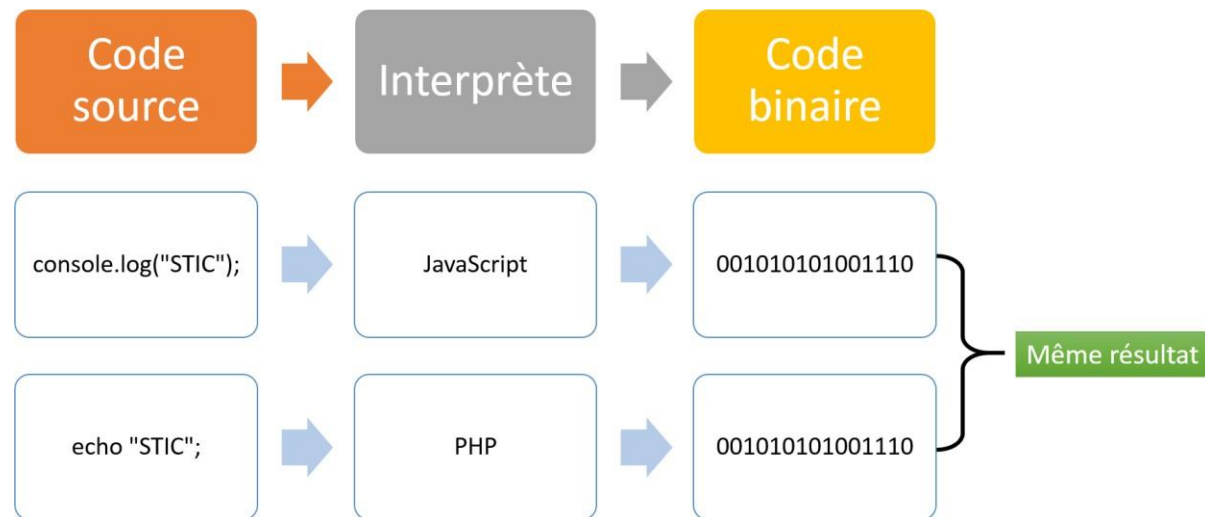 Code
source
Interprète
Code
binaire
console.log("STIC");
JavaScript
001010101001110
Même résultat
echo "STIC";
PHP
001010101001110